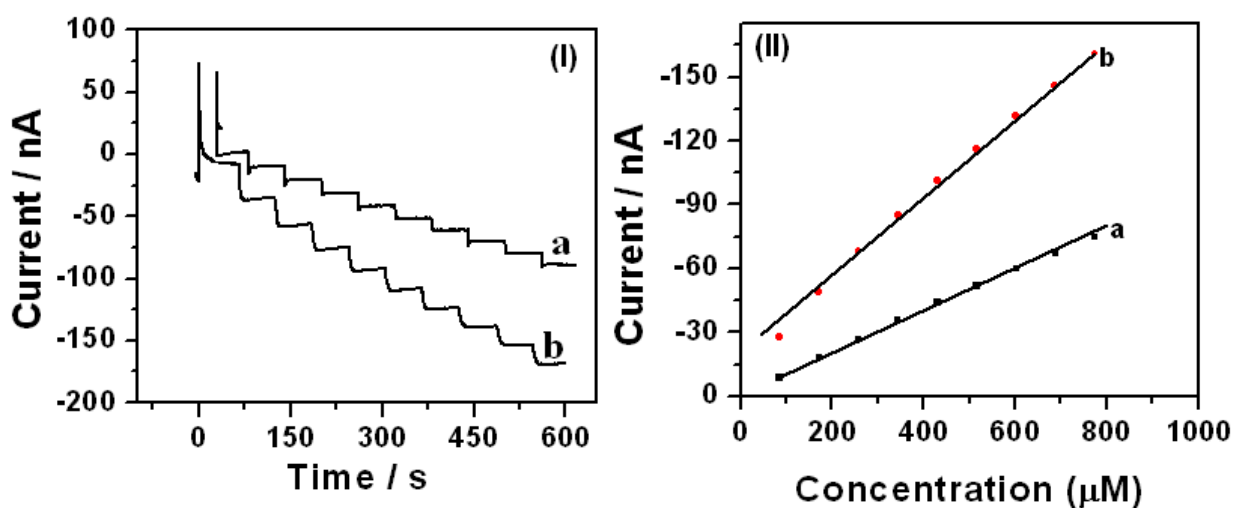 100
50
0
-50
-100
-150
-200
Current / nA
(I)
a
b
0 150 300 450 600
Time / s
(II)
-150
-120
-90
-60
-30
0
Current / nA
b
a
0 200 400 600 800 1000
Concentration (μM)